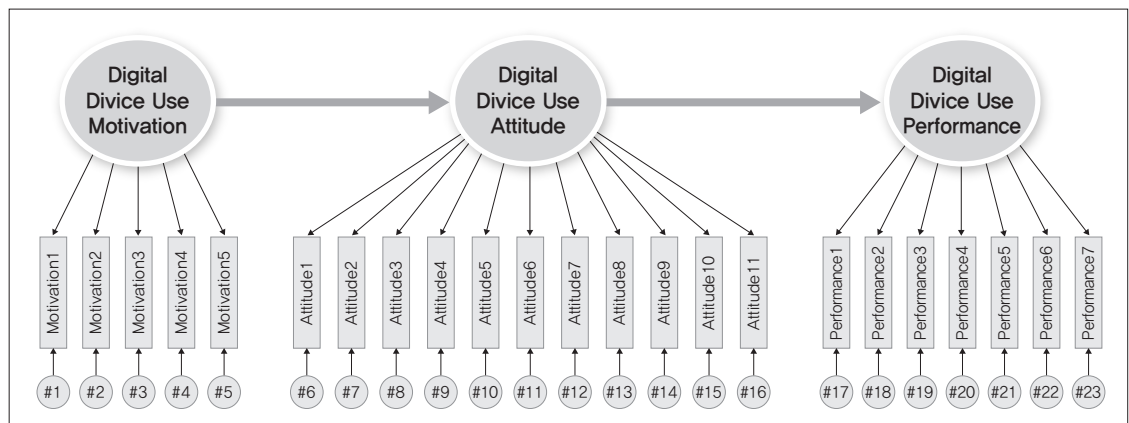 Digital
Divice Use
Motivation
Digital
Divice Use
Attitude
Digital
Divice Use
Performance
Motivation1
Motivation2
Motivation3
Motivation4
Motivation5
Attitude1
Attitude2
Attitude3
Attitude4
Attitude5
Attitude6
Attitude7
Attitude8
Attitude9
Attitude10
Attitude11
Performance1
Performance2
Performance3
Performance4
Performance5
Performance6
Performance7
#1
#2
#3
#4
#5
#6
#7
#8
#9
#10
#11
#12
#13
#14
#15
#16
#17
#18
#19
#20
#21
#22
#23